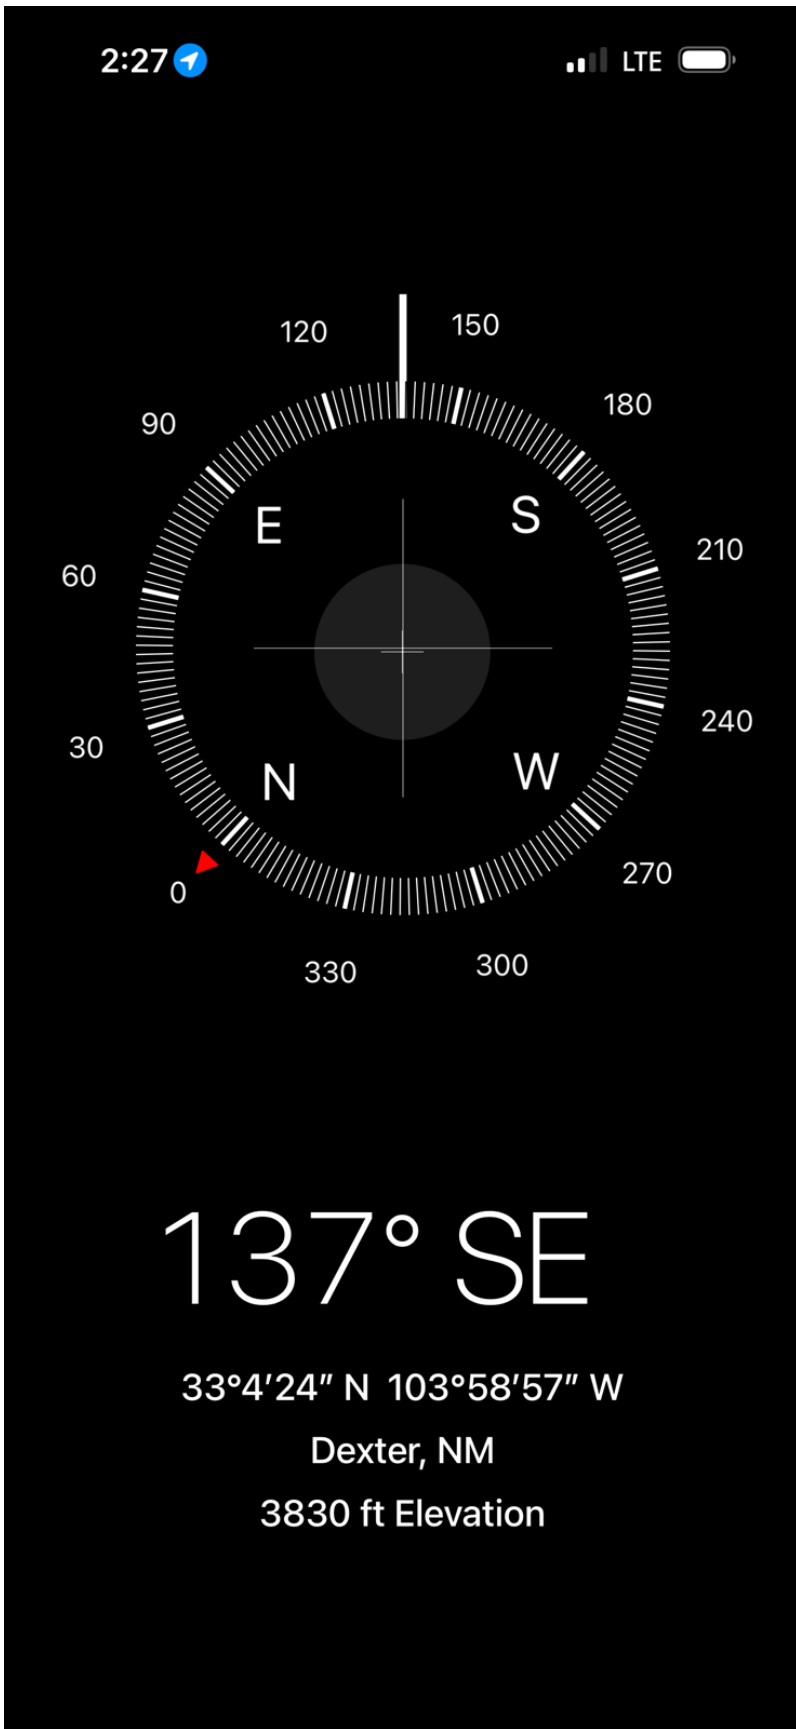 2:27 LTE
120 150
90 180
E S
60 210
30 240
N W
0 270
330 300
137° SE
33°4′24″ N 103°58′57″ W
Dexter, NM
3830 ft Elevation